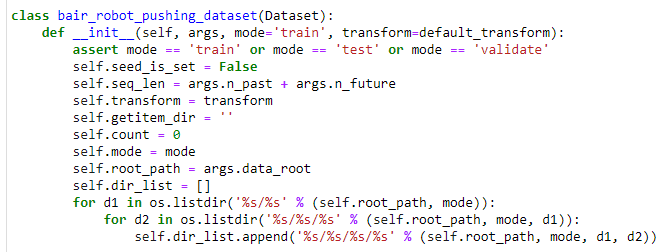 class bair_robot_pushing_dataset(Dataset):
    def __init__(self, args, mode='train', transform=default_transform):
        assert mode == 'train' or mode == 'test' or mode == 'validate'
        self.seed_is_set = False
        self.seq_len = args.n_past + args.n_future
        self.transform = transform
        self.getitem_dir = ''
        self.count = 0
        self.mode = mode
        self.root_path = args.data_root
        self.dir_list = []
        for d1 in os.listdir('%s/%s' % (self.root_path, mode)):
            for d2 in os.listdir('%s/%s/%s' % (self.root_path, mode, d1)):
                self.dir_list.append('%s/%s/%s/%s' % (self.root_path, mode, d1, d2))